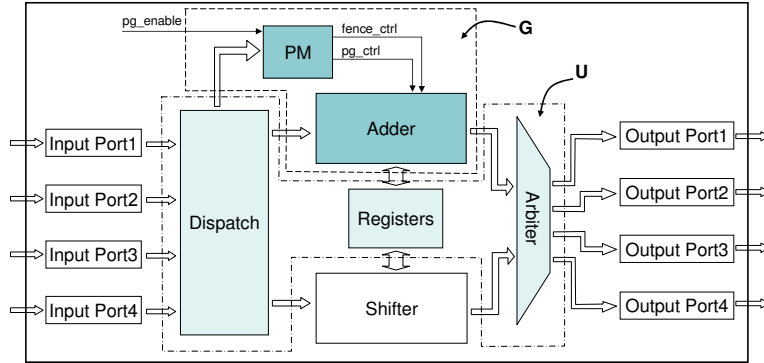 pg_enable
fence_ctrl
G
PM
pg_ctrl
U
Adder
Input Port1
Output Port1
Input Port2
Output Port2
Dispatch
Registers
Arbiter
Input Port3
Output Port3
Input Port4
Shifter
Output Port4